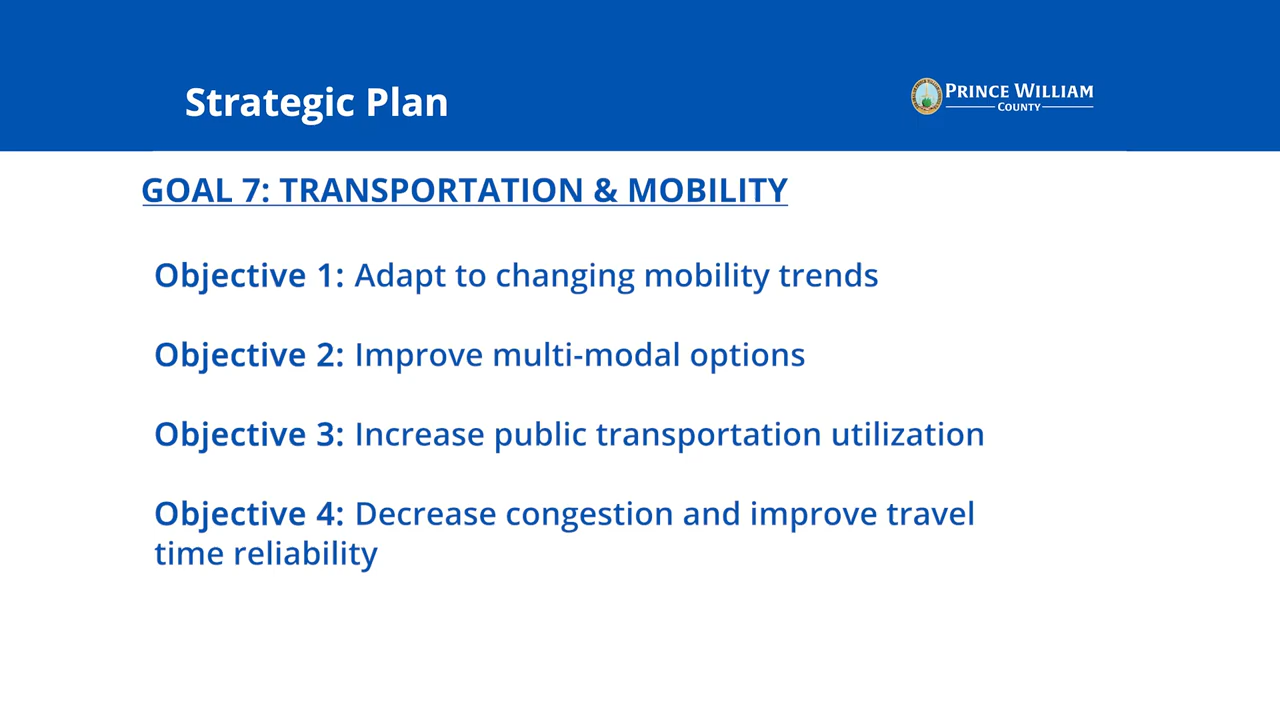 Strategic Plan
PRINCE WILLIAM
COUNTY
GOAL 7: TRANSPORTATION & MOBILITY
Objective 1: Adapt to changing mobility trends
Objective 2: Improve multi-modal options
Objective 3: Increase public transportation utilization
Objective 4: Decrease congestion and improve travel
time reliability